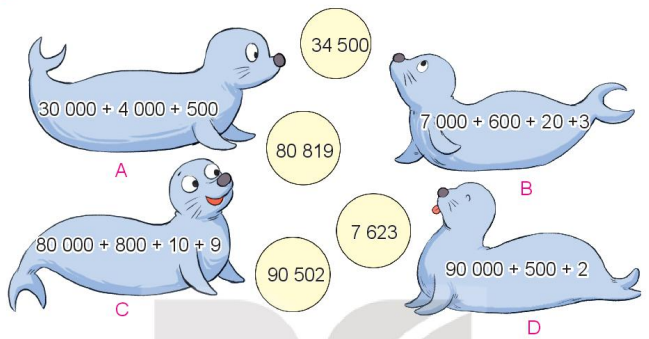 34 500
30 000 + 4 000 + 500
A
7 000 + 600 + 20 +3
B
80 819
80 000 + 800 + 10 + 9
C
7 623
90 502
90 000 + 500 + 2
D